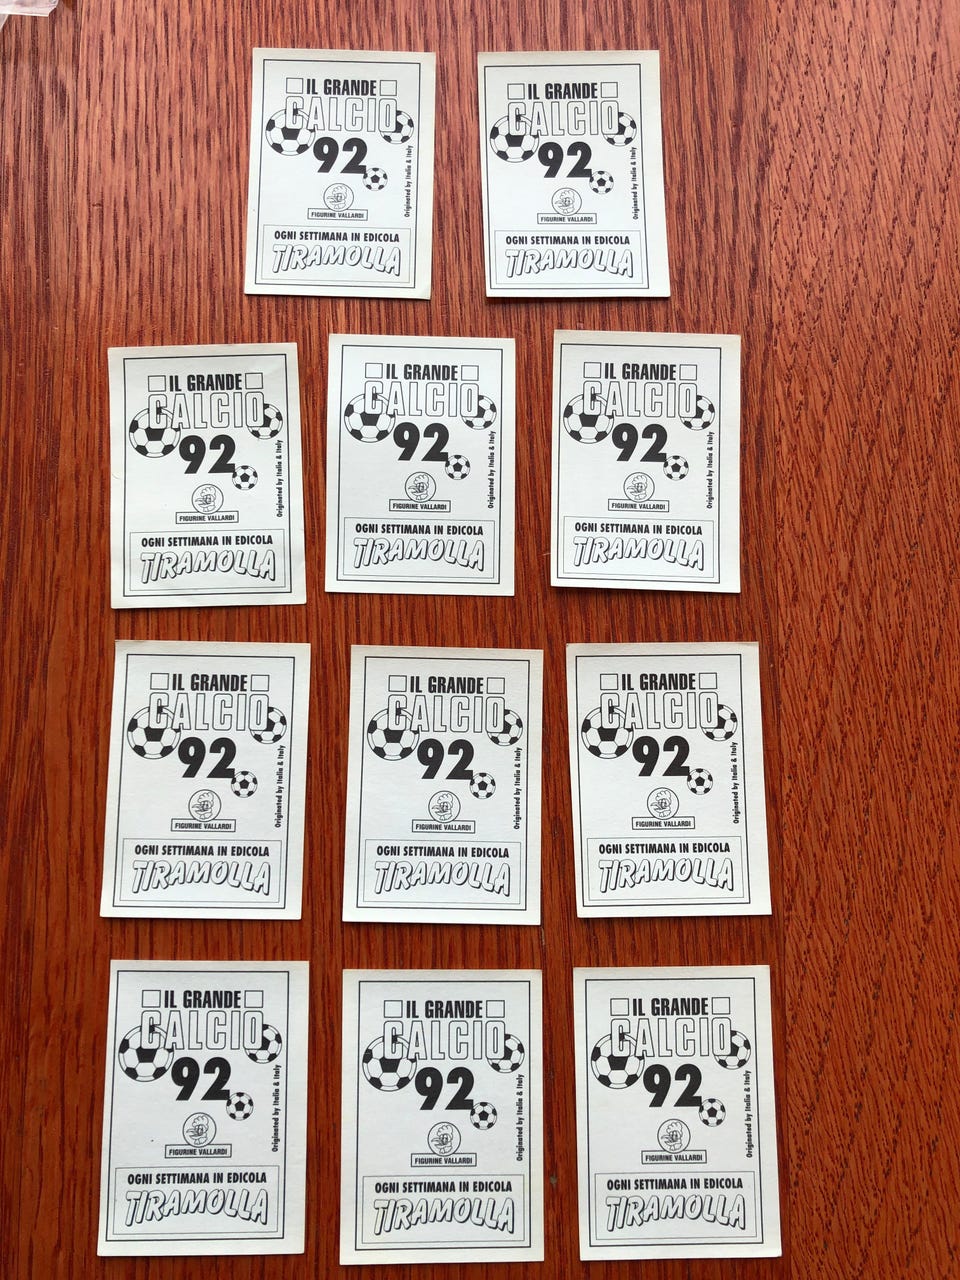 IL GRANDE
CALCIO
92
Originated by Italia & Italy
FIGURINE VALLARDI
OGNI SETTIMANA IN EDICOLA
TIRAMOLLA
IL GRANDE
CALCIO
92
Originated by Italia & Italy
FIGURINE VALLARDI
OGNI SETTIMANA IN EDICOLA
TIRAMOLLA
IL GRANDE
CALCIO
92
Originated by Italia & Italy
FIGURINE VALLARDI
OGNI SETTIMANA IN EDICOLA
TIRAMOLLA
IL GRANDE
CALCIO
92
Originated by Italia & Italy
FIGURINE VALLARDI
OGNI SETTIMANA IN EDICOLA
TIRAMOLLA
IL GRANDE
CALCIO
92
Originated by Italia & Italy
FIGURINE VALLARDI
OGNI SETTIMANA IN EDICOLA
TIRAMOLLA
IL GRANDE
CALCIO
92
Originated by Italia & Italy
FIGURINE VALLARDI
OGNI SETTIMANA IN EDICOLA
TIRAMOLLA
IL GRANDE
CALCIO
92
Originated by Italia & Italy
FIGURINE VALLARDI
OGNI SETTIMANA IN EDICOLA
TIRAMOLLA
IL GRANDE
CALCIO
92
Originated by Italia & Italy
FIGURINE VALLARDI
OGNI SETTIMANA IN EDICOLA
TIRAMOLLA
IL GRANDE
CALCIO
92
Originated by Italia & Italy
FIGURINE VALLARDI
OGNI SETTIMANA IN EDICOLA
TIRAMOLLA
IL GRANDE
CALCIO
92
Originated by Italia & Italy
FIGURINE VALLARDI
OGNI SETTIMANA IN EDICOLA
TIRAMOLLA
IL GRANDE
CALCIO
92
Originated by Italia & Italy
FIGURINE VALLARDI
OGNI SETTIMANA IN EDICOLA
TIRAMOLLA